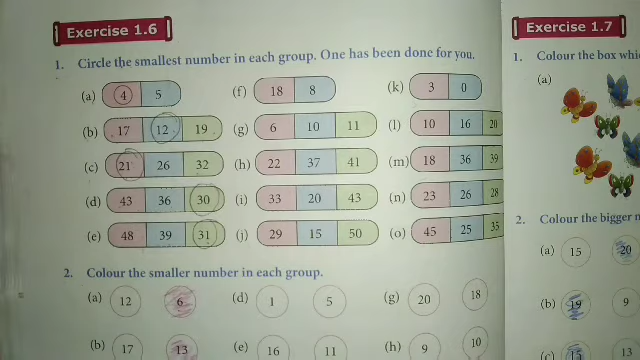 Exercise 1.6
1. Circle the smallest number in each group. One has been done for you.
(a) 4 5 (f) 18 8 (k) 3 0
(b) 17 12 19 (g) 6 10 11 (l) 10 16 20
(c) 21 26 32 (h) 22 37 41 (m) 18 36 39
(d) 43 36 30 (i) 33 20 43 (n) 23 26 28
(e) 48 39 31 (j) 29 15 50 (o) 45 25 35
2. Colour the smaller number in each group.
(a) 12 6 (d) 1 5 (g) 20 18
(b) 17 13 (e) 16 11 (h) 9 10
Exercise 1.7
1. Colour the box
(a)
2. Colour the bigger
(a) 15 20
(b) 19 9
(c) 15 13